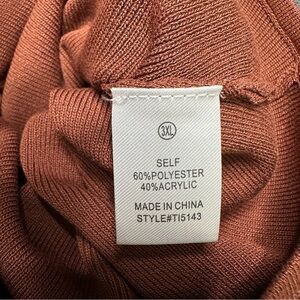 3XL
SELF
60%POLYESTER
40%ACRYLIC
MADE IN CHINA
STYLE#TI5143